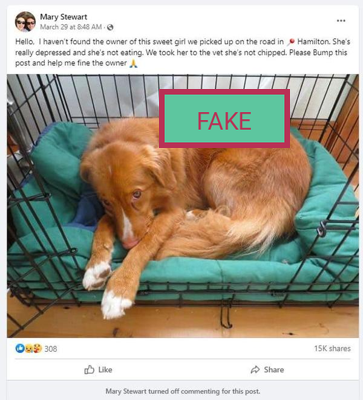 Mary Stewart
March 29 at 8:48 AM ·
Hello, I haven't found the owner of this sweet girl we picked up on the road in 📍 Hamilton. She's
really depressed and she's not eating. We took her to the vet she's not chipped. Please Bump this
post and help me fine the owner 🙏
FAKE
308
15K shares
Like
Share
Mary Stewart turned off commenting for this post.